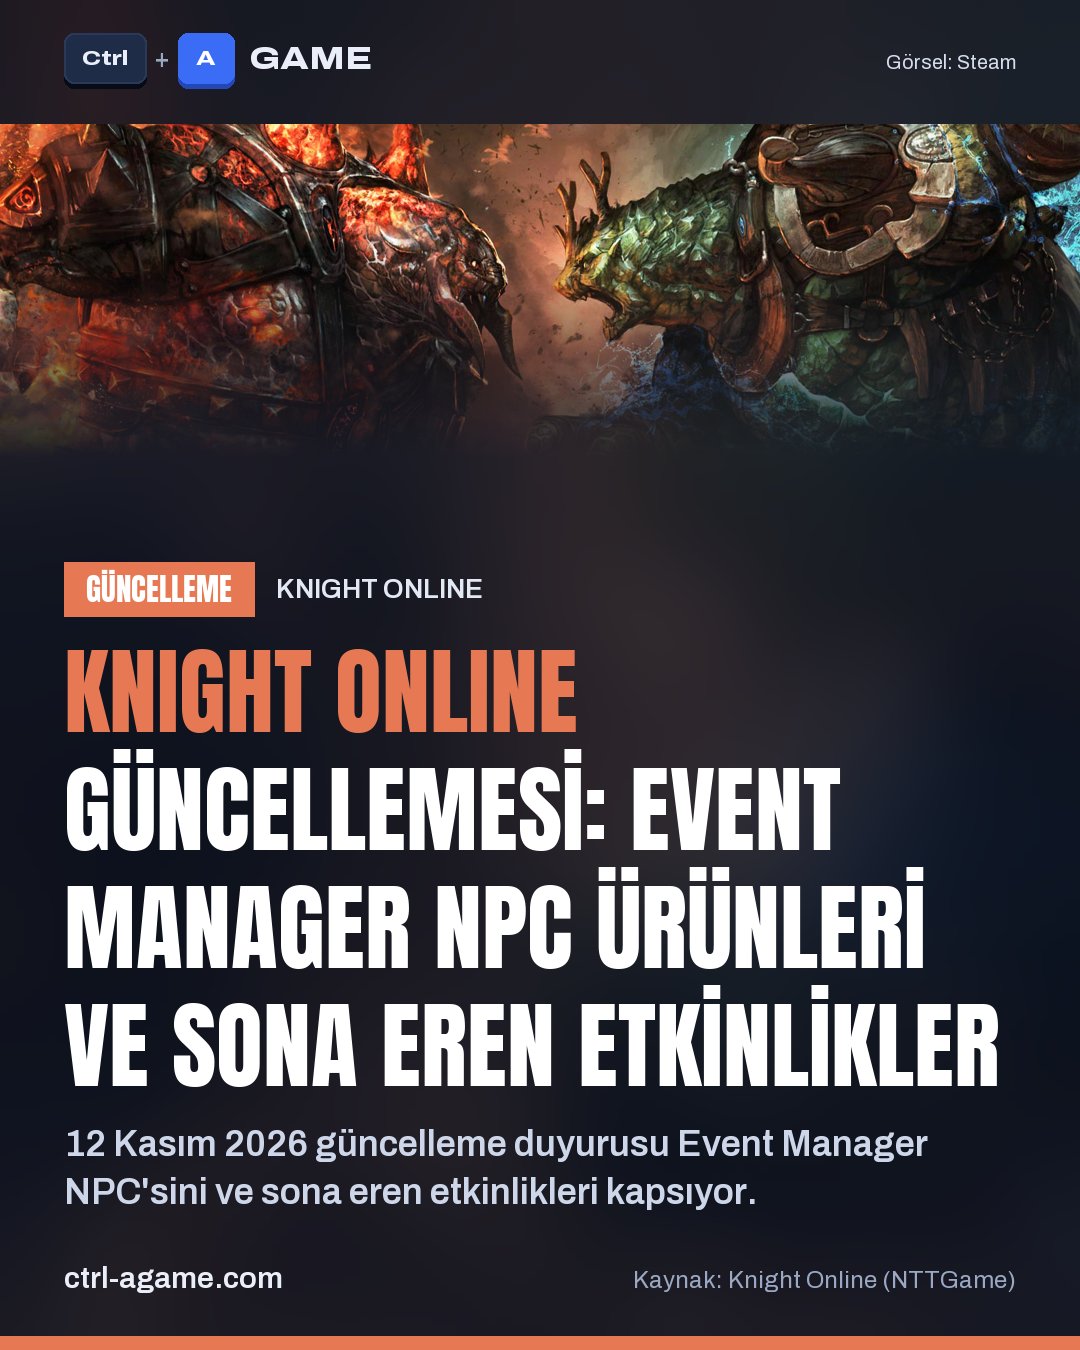 Ctrl + A GAME
Görsel: Steam
GÜNCELLEME KNIGHT ONLINE
KNIGHT ONLINE
GÜNCELLEMESİ: EVENT
MANAGER NPC ÜRÜNLERİ
VE SONA EREN ETKİNLİKLER
12 Kasım 2026 güncelleme duyurusu Event Manager
NPC'sini ve sona eren etkinlikleri kapsıyor.
ctrl-agame.com
Kaynak: Knight Online (NTTGame)